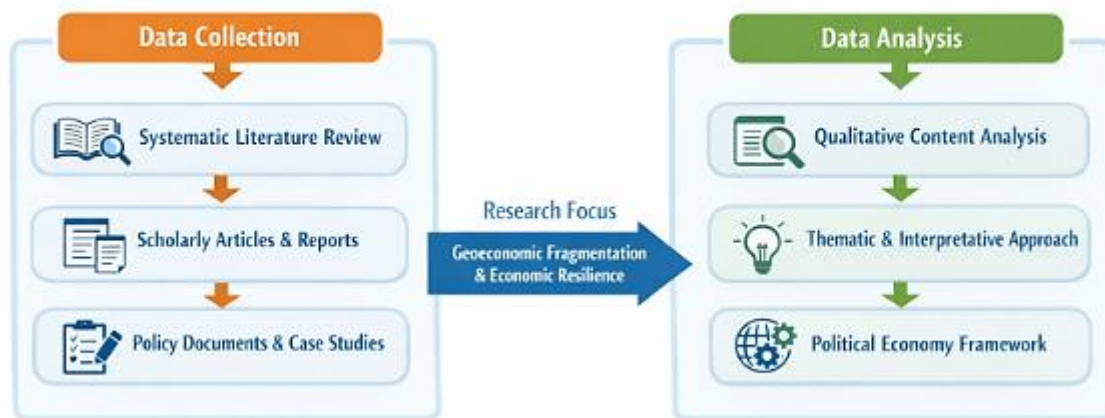 Data Collection
Systematic Literature Review
Scholarly Articles & Reports
Policy Documents & Case Studies
Research Focus
Geoeconomic Fragmentation
& Economic Resilience
Data Analysis
Qualitative Content Analysis
Thematic & Interpretative Approach
Political Economy Framework